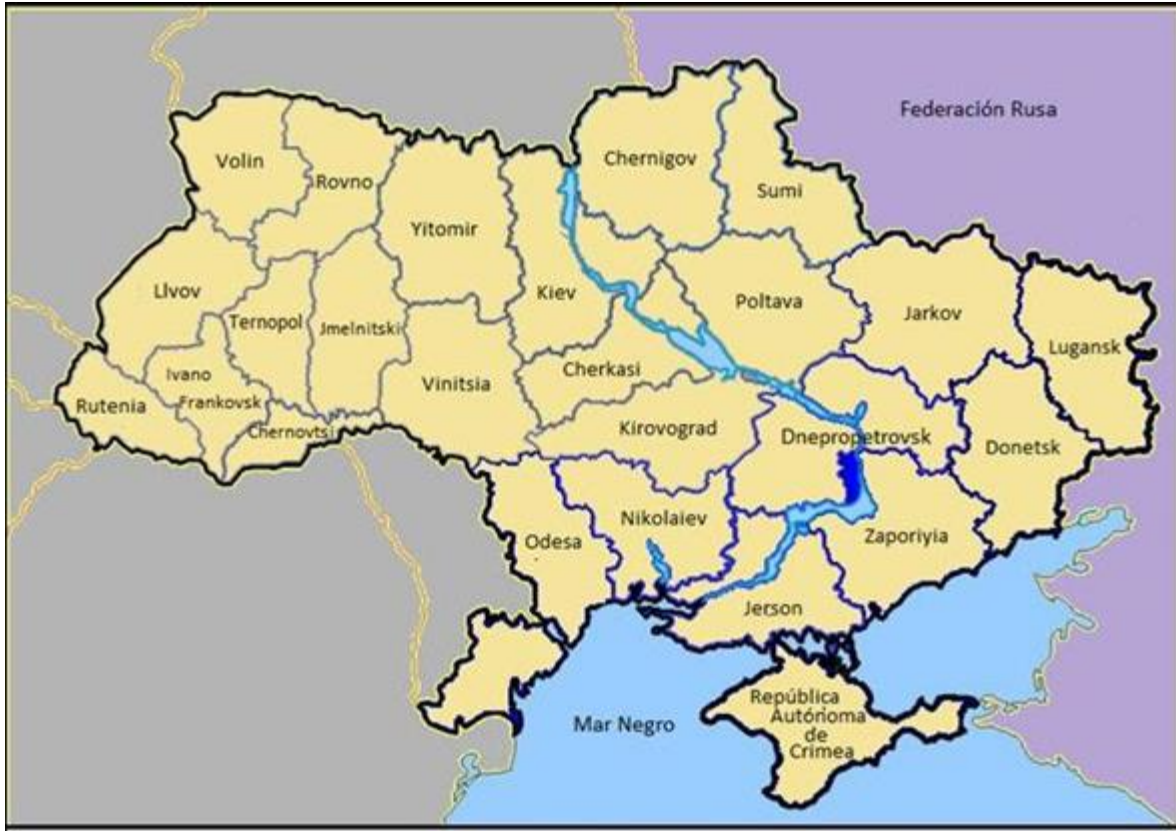 Federación Rusa
Chernigov
Volin
Rovno
Sumi
Yitomir
Llvov
Kiev
Poltava
Jarkov
Ternopol
Jmelnitski
Lugansk
Cherkasi
Ivano
Frankovsk
Vinitsia
Rutenia
Chernovtsi
Kirovograd
Dnepropetrovsk
Donetsk
Nikolaiev
Odesa
Zaporiyia
Jerson
República
Autónoma
de
Crimea
Mar Negro